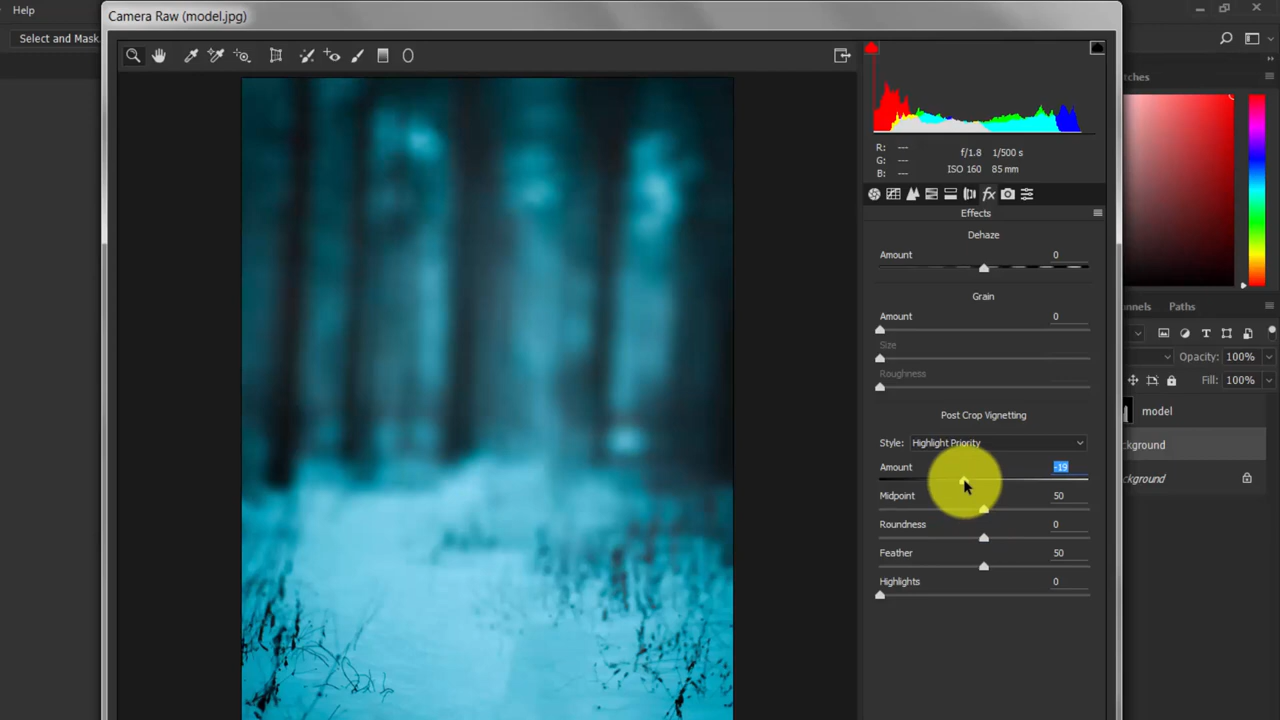 Help
Camera Raw (model.jpg)
Select and Mask
R: ---
G: ---
B: ---
f/1.8 1/500 s
ISO 160 85 mm
fx
Effects
Dehaze
Amount 0
Grain
Amount 0
Size
Roughness
Post Crop Vignetting
Style: Highlight Priority
Amount -19
Midpoint 50
Roundness 0
Feather 50
Highlights 0
tches
nnels Paths
Opacity: 100%
Fill: 100%
model
ckground
ckground